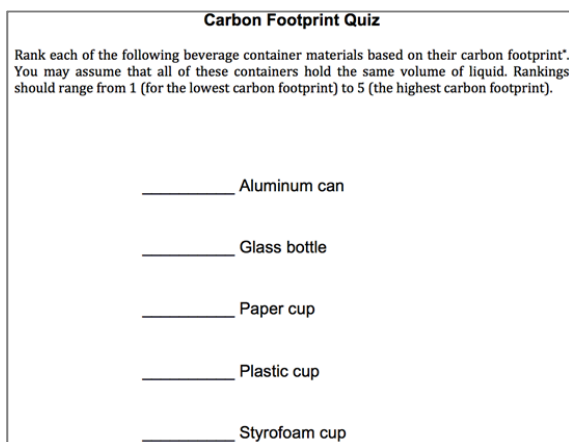 Carbon Footprint Quiz
Rank each of the following beverage container materials based on their carbon footprint*.
You may assume that all of these containers hold the same volume of liquid. Rankings
should range from 1 (for the lowest carbon footprint) to 5 (the highest carbon footprint).
__________ Aluminum can
__________ Glass bottle
__________ Paper cup
__________ Plastic cup
__________ Styrofoam cup